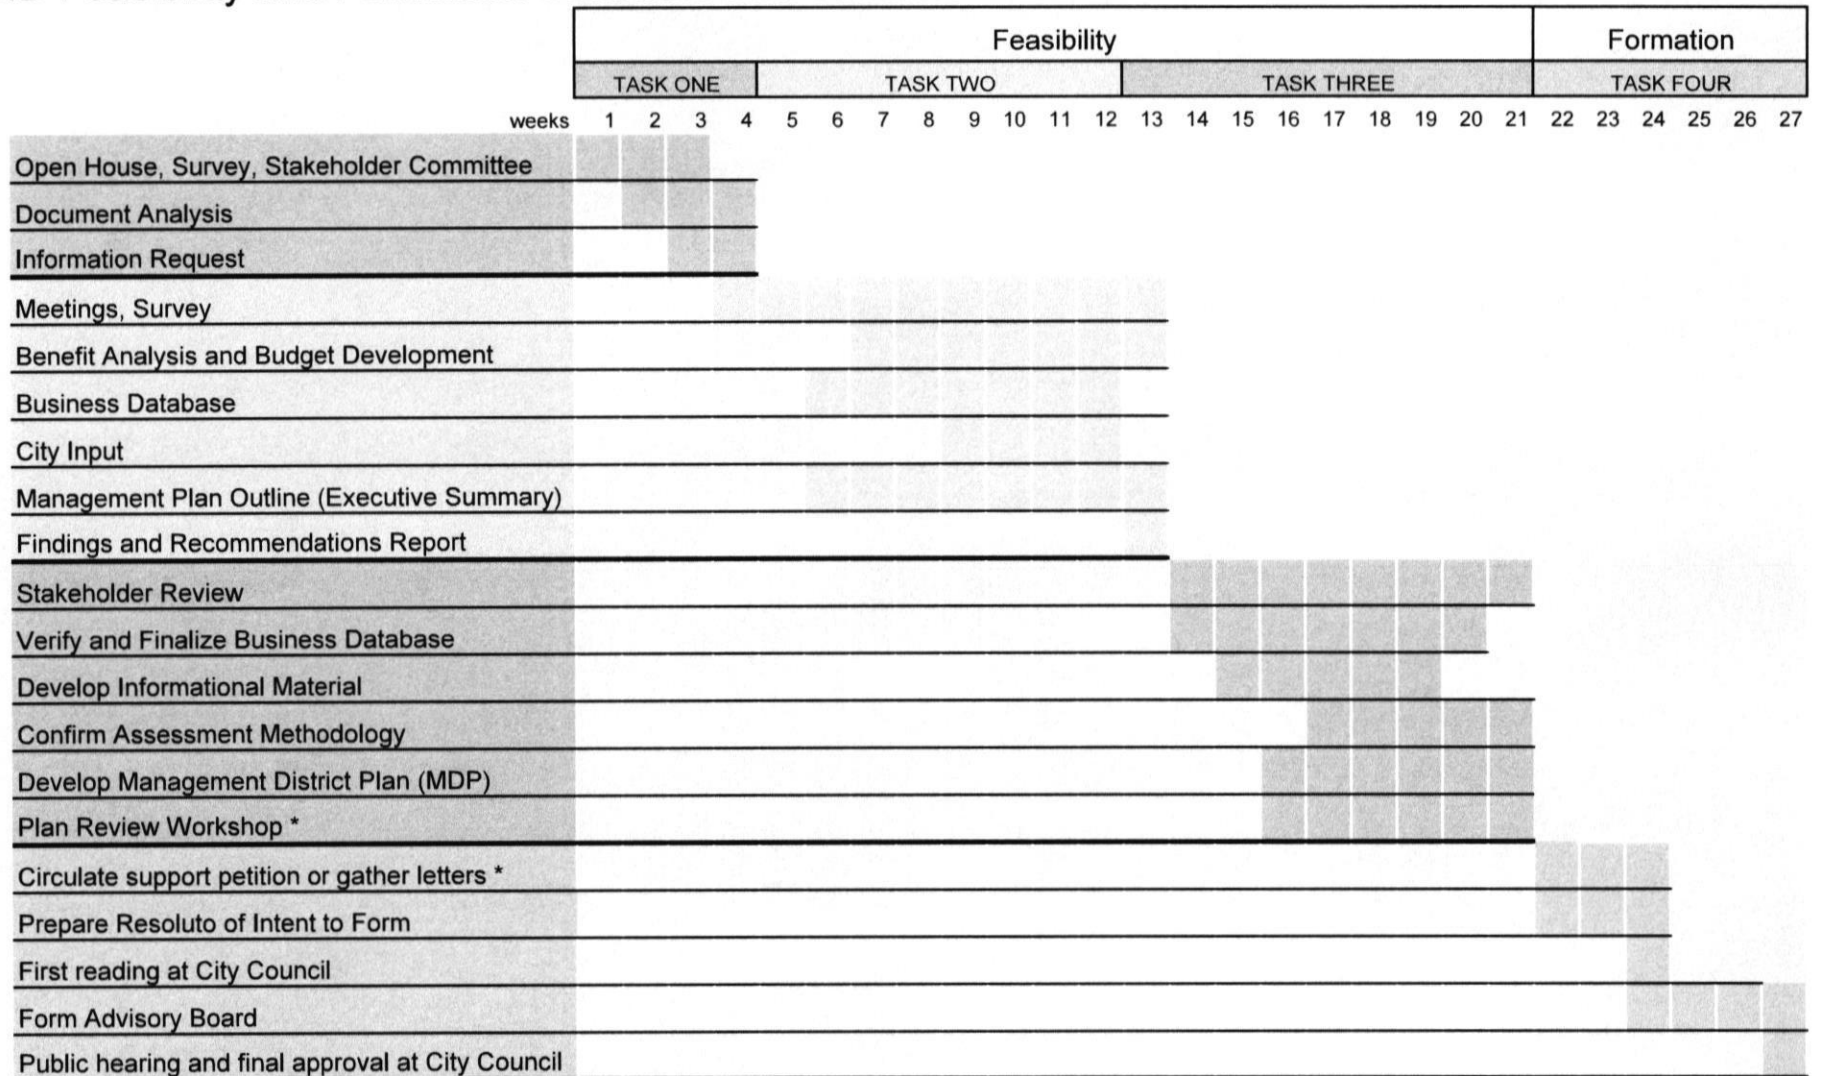 Feasibility Formation
TASK ONE TASK TWO TASK THREE TASK FOUR
weeks 1 2 3 4 5 6 7 8 9 10 11 12 13 14 15 16 17 18 19 20 21 22 23 24 25 26 27
Open House, Survey, Stakeholder Committee
Document Analysis
Information Request
Meetings, Survey
Benefit Analysis and Budget Development
Business Database
City Input
Management Plan Outline (Executive Summary)
Findings and Recommendations Report
Stakeholder Review
Verify and Finalize Business Database
Develop Informational Material
Confirm Assessment Methodology
Develop Management District Plan (MDP)
Plan Review Workshop *
Circulate support petition or gather letters *
Prepare Resoluto of Intent to Form
First reading at City Council
Form Advisory Board
Public hearing and final approval at City Council